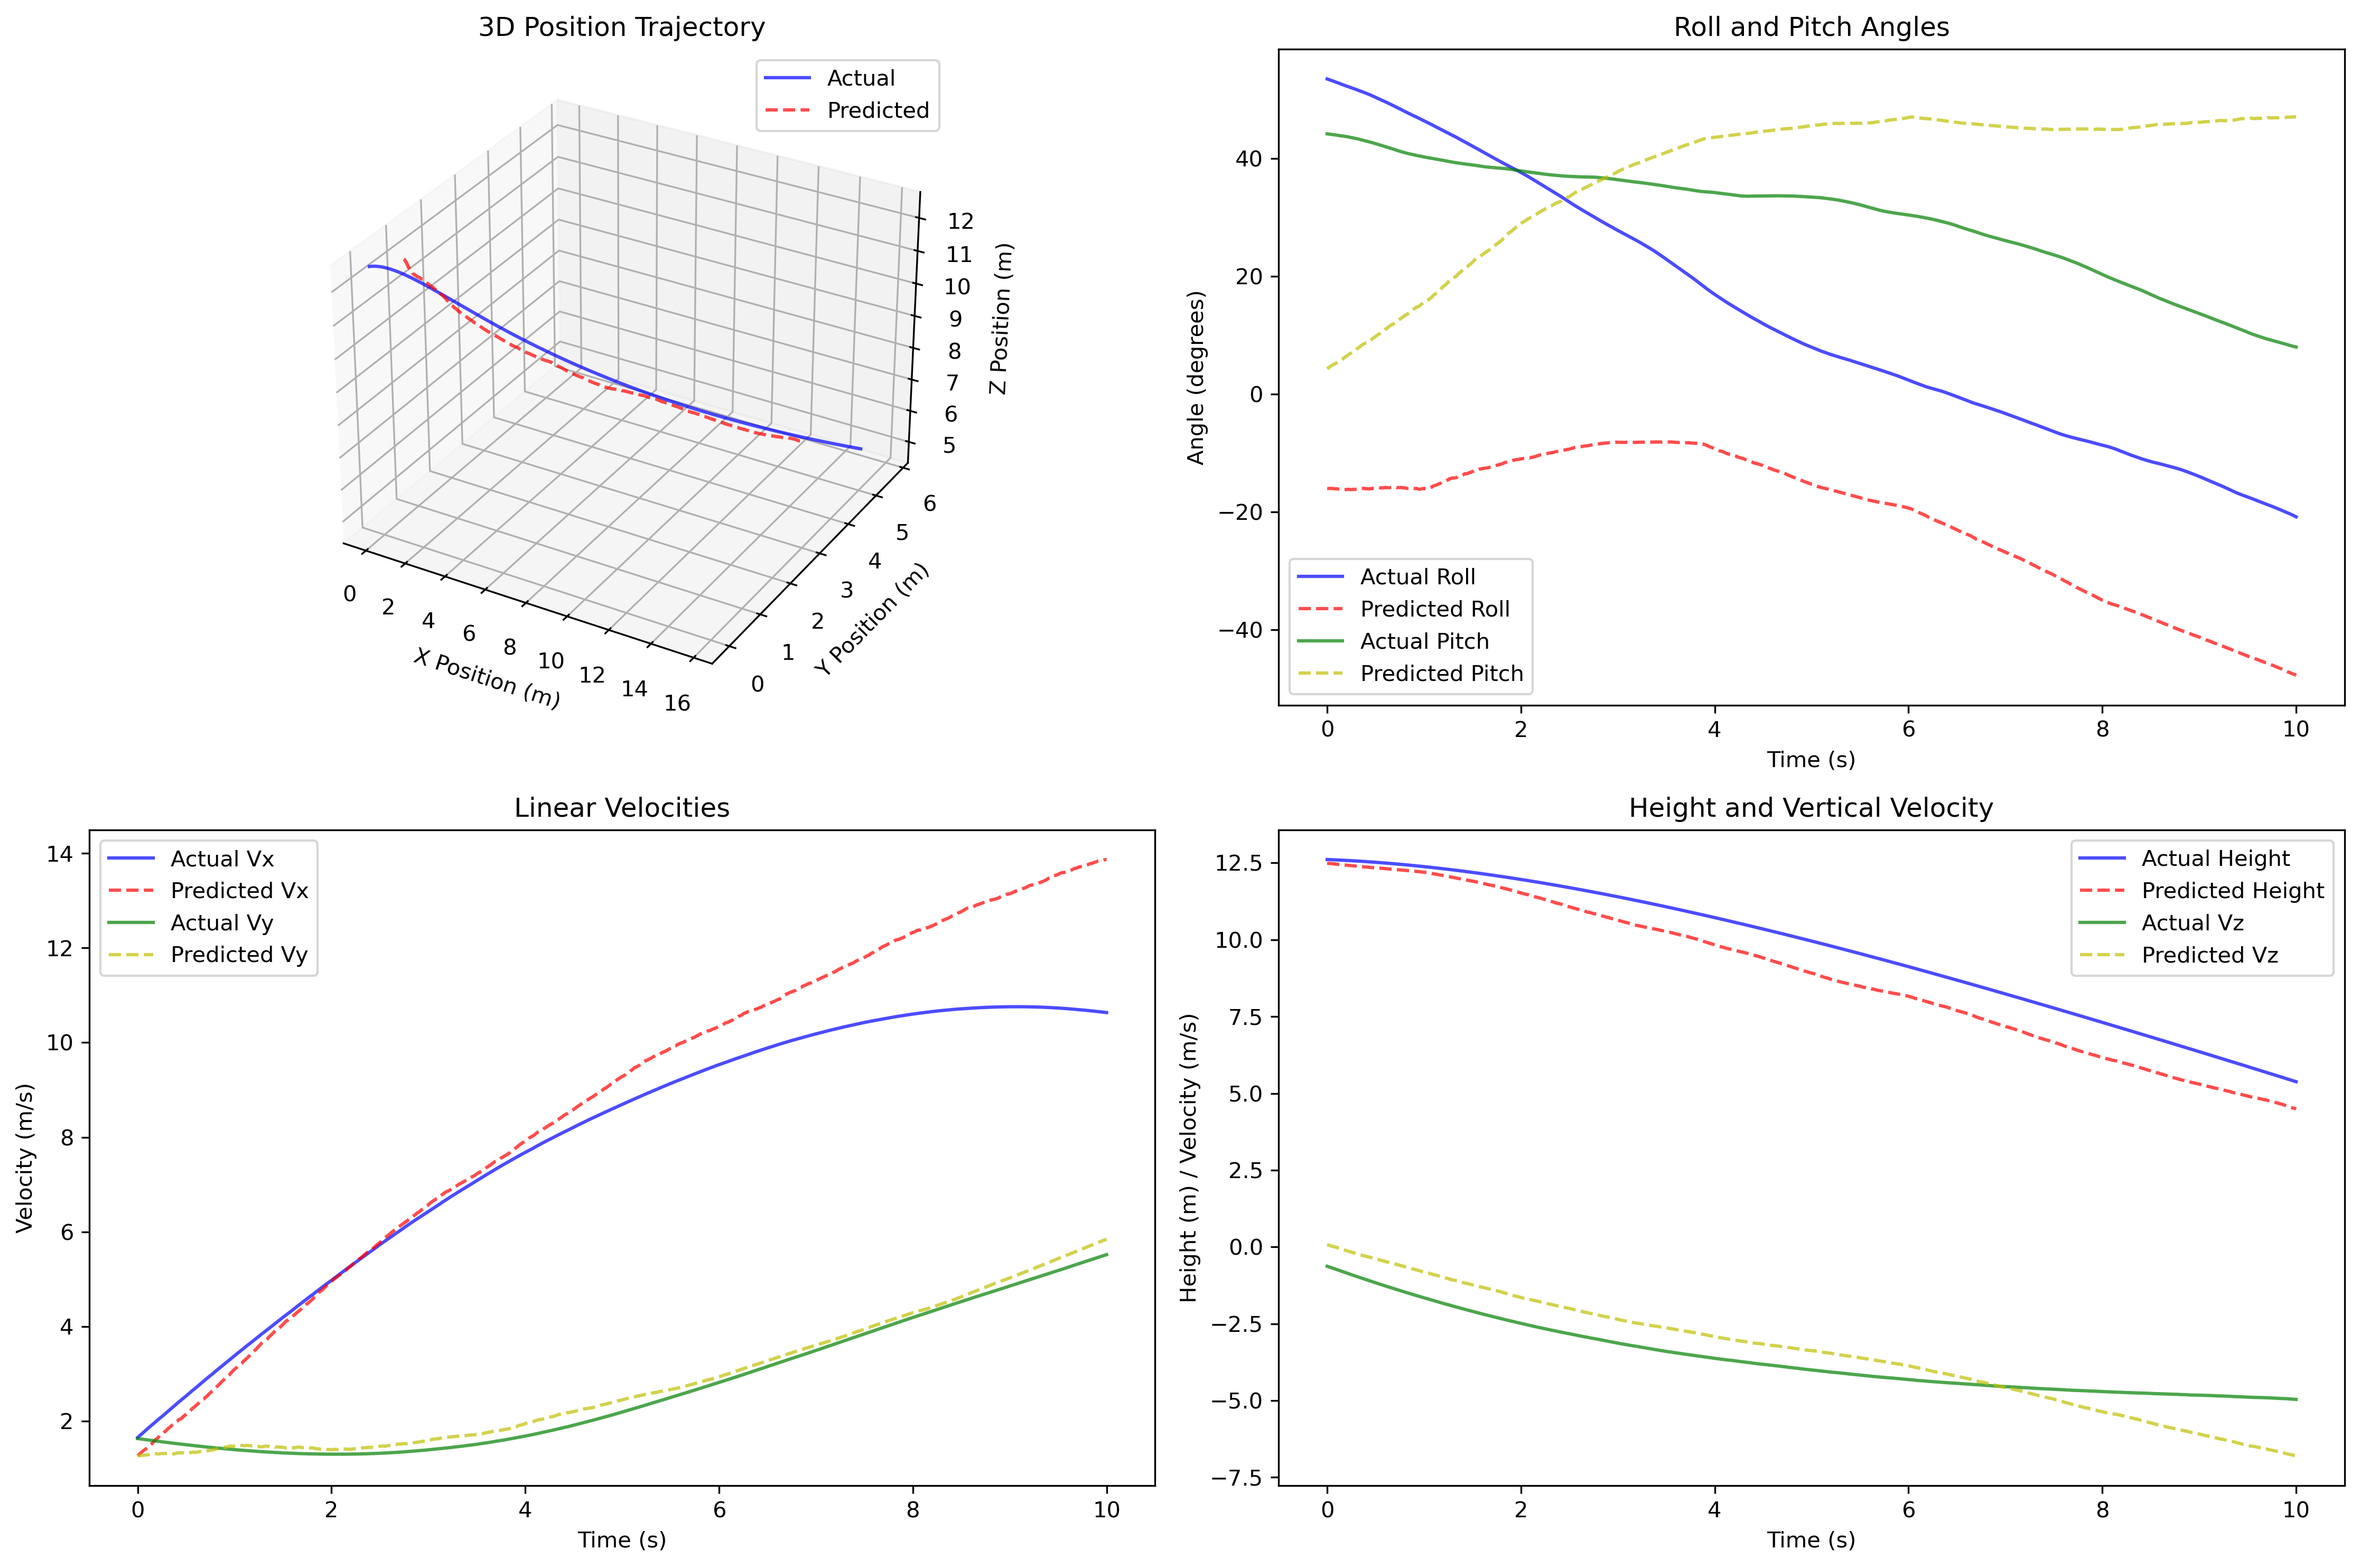 3D Position Trajectory
Actual
Predicted
12
11
10
9
8
7
6
5
Z Position (m)
6
5
4
3
2
1
0
Y Position (m)
0
2
4
6
8
10
12
14
16
X Position (m)
Roll and Pitch Angles
40
20
0
−20
−40
Angle (degrees)
Actual Roll
Predicted Roll
Actual Pitch
Predicted Pitch
0 2 4 6 8 10
Time (s)
Linear Velocities
Actual Vx
Predicted Vx
Actual Vy
Predicted Vy
14
12
10
8
6
4
2
Velocity (m/s)
0 2 4 6 8 10
Time (s)
Height and Vertical Velocity
Actual Height
Predicted Height
Actual Vz
Predicted Vz
12.5
10.0
7.5
5.0
2.5
0.0
−2.5
−5.0
−7.5
Height (m) / Velocity (m/s)
0 2 4 6 8 10
Time (s)